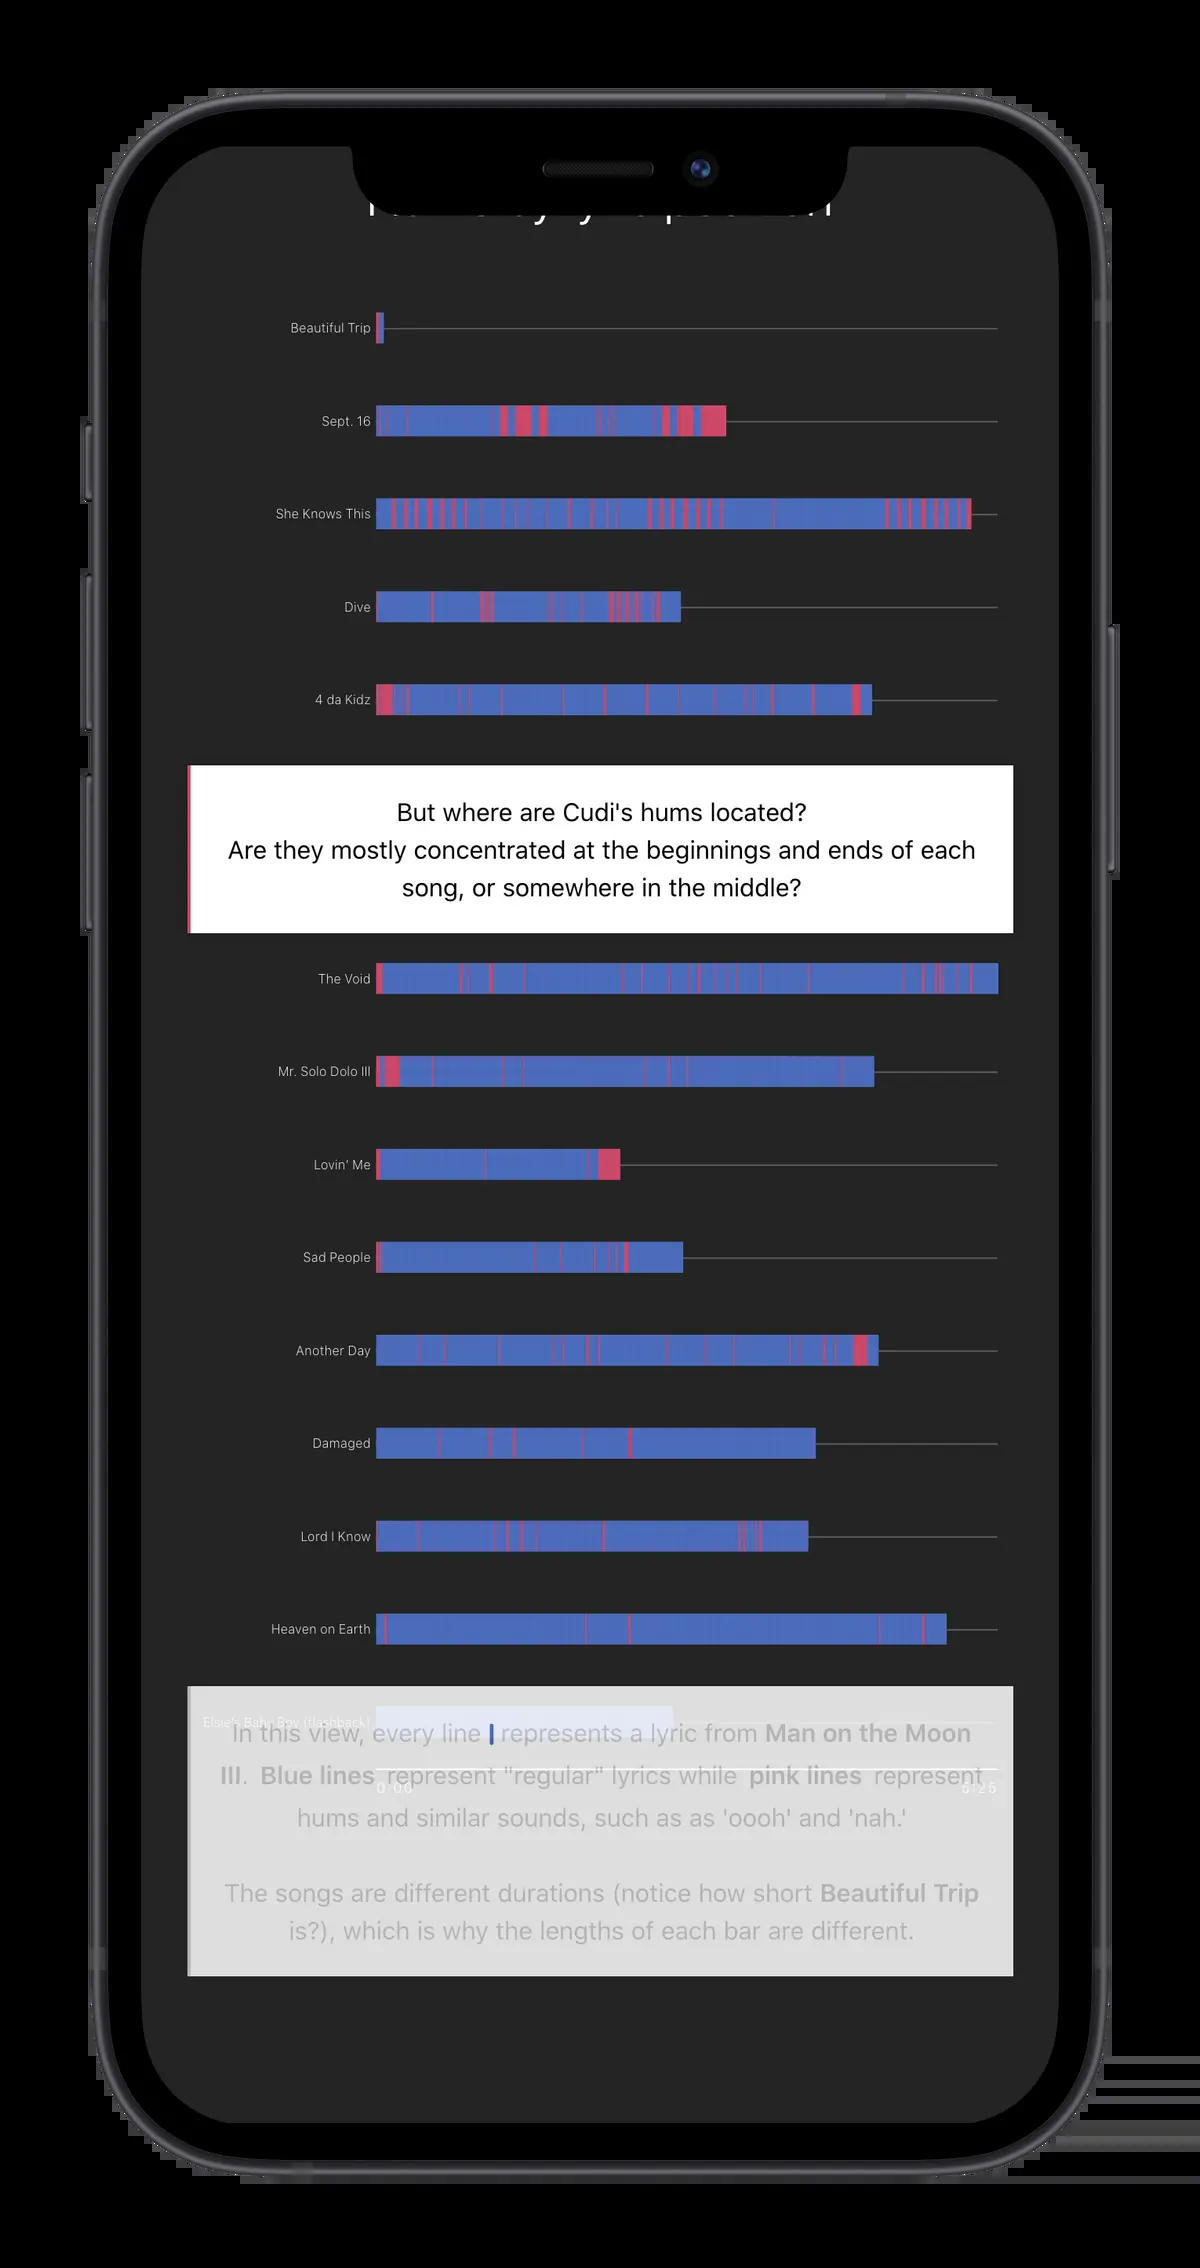 Beautiful Trip
Sept. 16
She Knows This
Dive
4 da Kidz
But where are Cudi's hums located?
Are they mostly concentrated at the beginnings and ends of each
song, or somewhere in the middle?
The Void
Mr. Solo Dolo III
Lovin' Me
Sad People
Another Day
Damaged
Lord I Know
Heaven on Earth
Elsie's Baby Boy (flashback)
In this view, every line represents a lyric from Man on the Moon
III. Blue lines represent "regular" lyrics while pink lines represent
0:00
5:25
hums and similar sounds, such as as 'oooh' and 'nah.'
The songs are different durations (notice how short Beautiful Trip
is?), which is why the lengths of each bar are different.